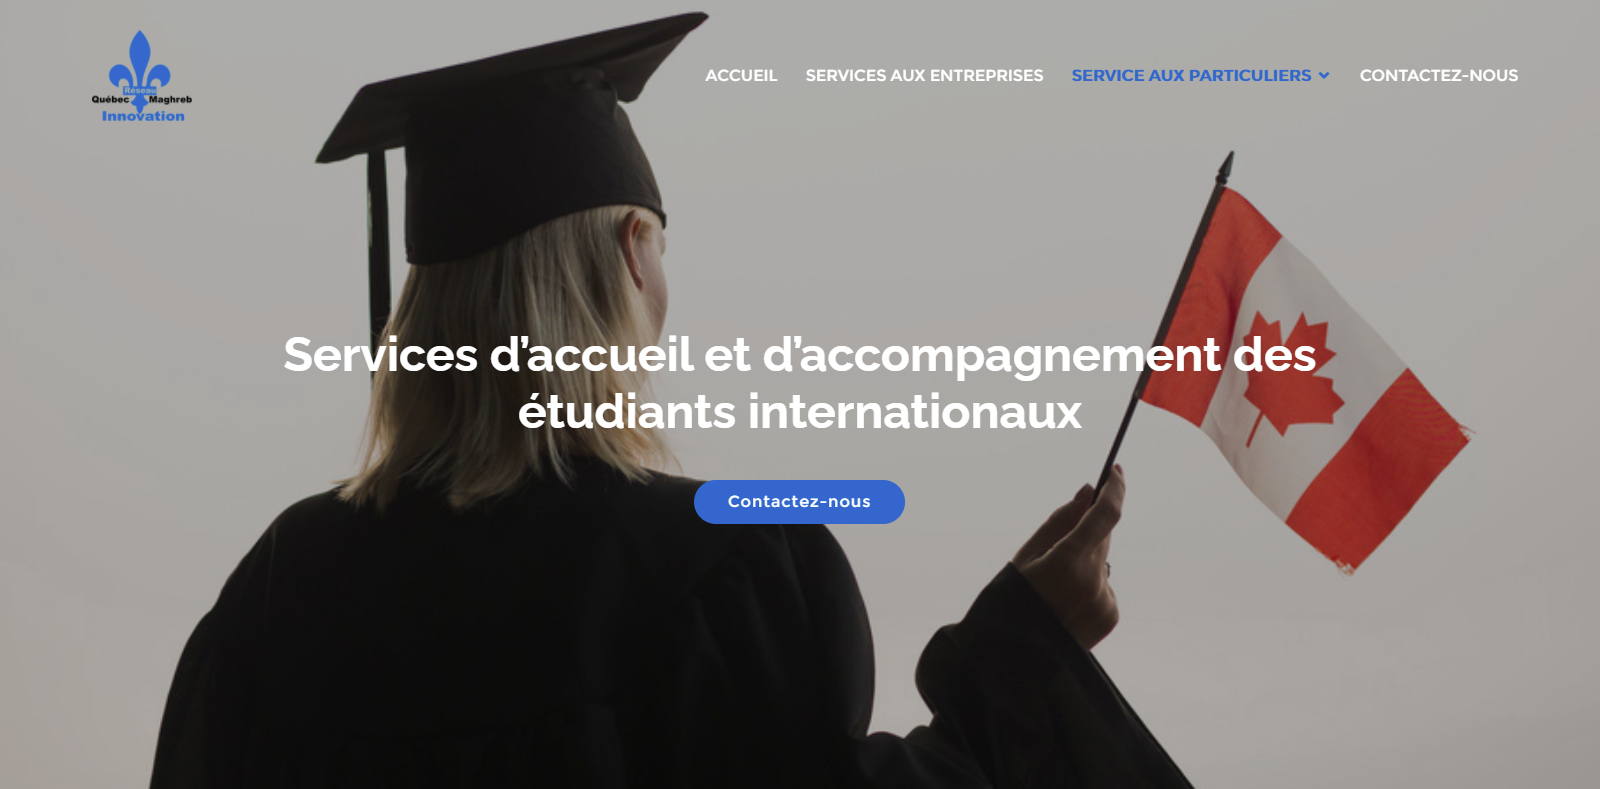 Réseau
Québec Maghreb
Innovation
ACCUEIL SERVICES AUX ENTREPRISES SERVICE AUX PARTICULIERS CONTACTEZ-NOUS
Services d’accueil et d’accompagnement des
étudiants internationaux
Contactez-nous